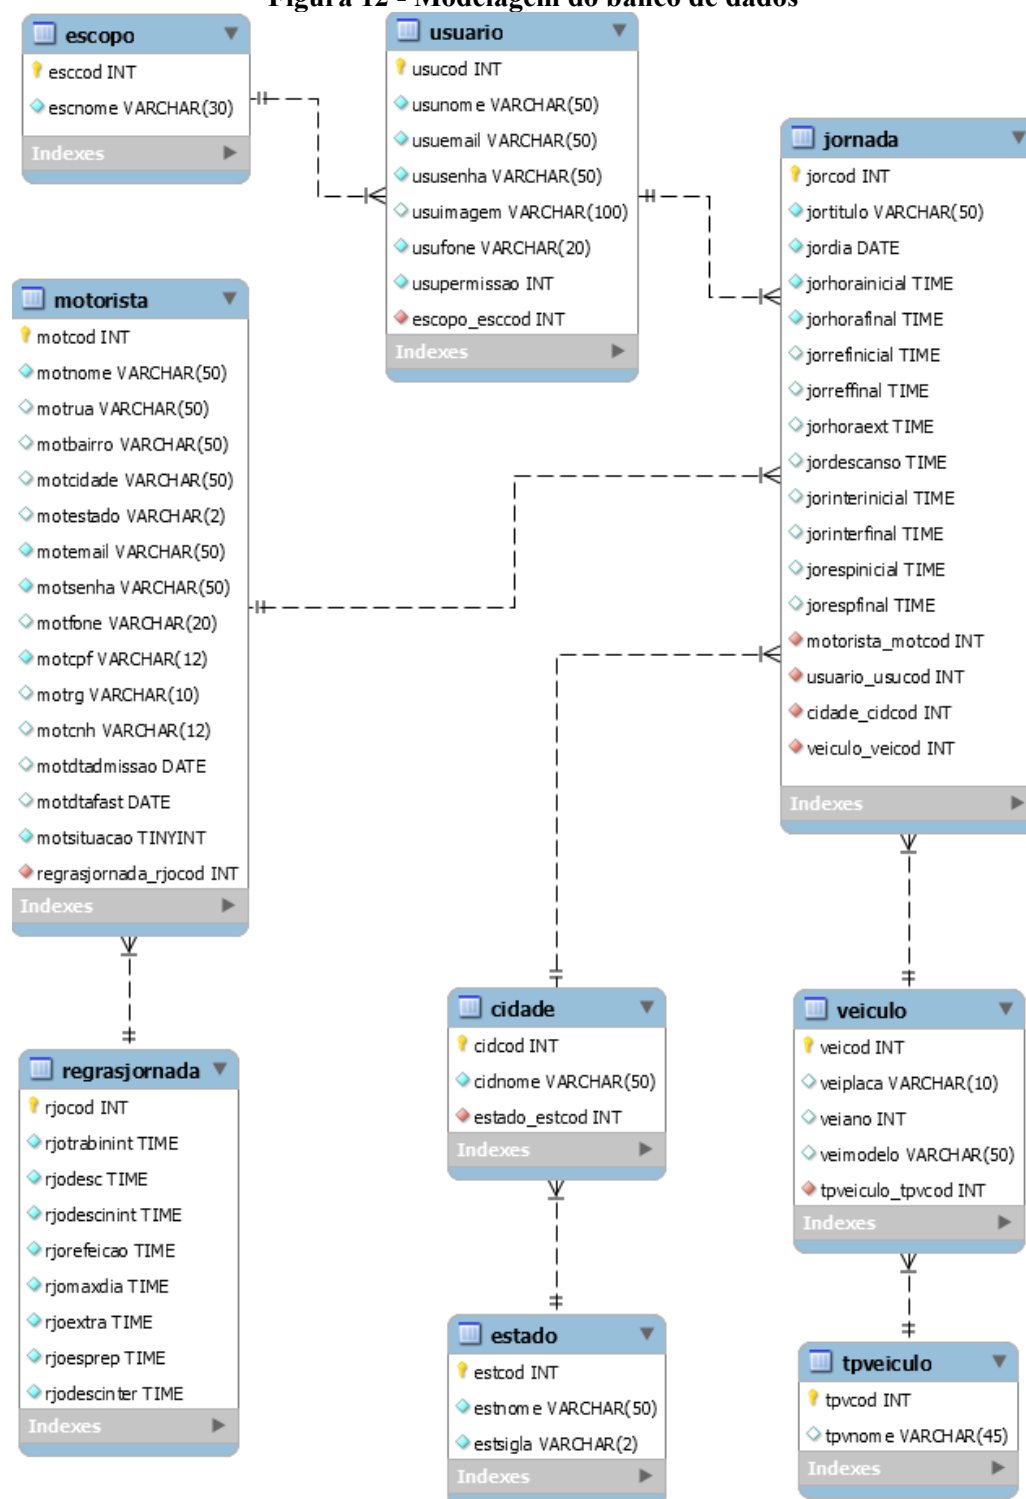 Figura 12 - Modelagem do banco de dados
escopo
esccod INT
escnome VARCHAR(30)
Indexes
usuario
usucod INT
usunome VARCHAR(50)
usuemail VARCHAR(50)
ususenha VARCHAR(50)
usuimagem VARCHAR(100)
usufone VARCHAR(20)
usupermissao INT
escopo_esccod INT
Indexes
jornada
jorcod INT
jortitulo VARCHAR(50)
jordia DATE
jorhorainicial TIME
jorhorafinal TIME
jorrefinicial TIME
jorreffinal TIME
jorhoraext TIME
jordescanso TIME
jorinterinicial TIME
jorinterfinal TIME
jorespinicial TIME
jorespfinal TIME
motorista_motcod INT
usuario_usucod INT
cidade_cidcod INT
veiculo_veicod INT
Indexes
motorista
motcod INT
motnome VARCHAR(50)
motrua VARCHAR(50)
motbairro VARCHAR(50)
motcidade VARCHAR(50)
motestado VARCHAR(2)
motemail VARCHAR(50)
motsenha VARCHAR(50)
motfone VARCHAR(20)
motcpf VARCHAR(12)
motrg VARCHAR(10)
motcnh VARCHAR(12)
motdtadmissao DATE
motdtafast DATE
motsituacao TINYINT
regrasjornada_rjocod INT
Indexes
regrasjornada
rjocod INT
rjotrabinint TIME
rjodesc TIME
rjodescinint TIME
rjorefeicao TIME
rjomaxdia TIME
rjoextra TIME
rjoesprep TIME
rjodescinter TIME
Indexes
cidade
cidcod INT
cidnome VARCHAR(50)
estado_estcod INT
Indexes
veiculo
veicod INT
veiplaca VARCHAR(10)
veiano INT
veimodelo VARCHAR(50)
tpveiculo_tpvcod INT
Indexes
estado
estcod INT
estnome VARCHAR(50)
estsigla VARCHAR(2)
Indexes
tpveiculo
tpvcod INT
tpvnome VARCHAR(45)
Indexes